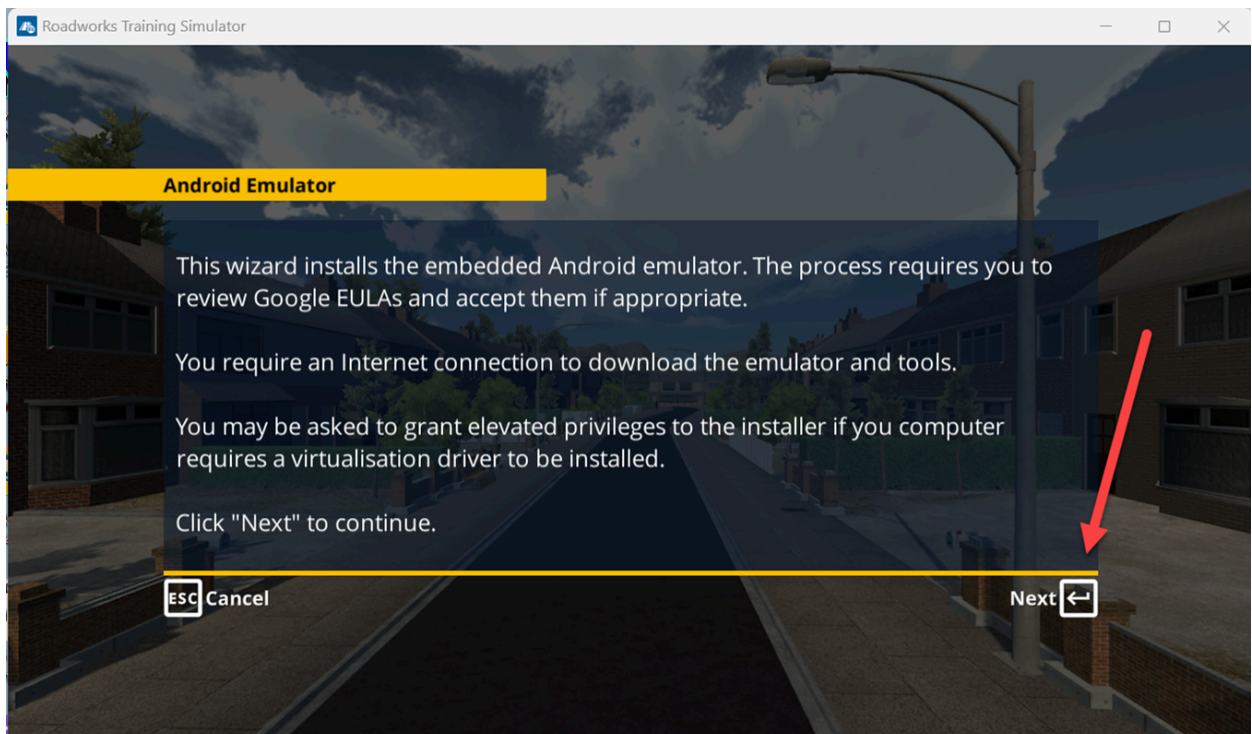 Roadworks Training Simulator
Android Emulator
This wizard installs the embedded Android emulator. The process requires you to
review Google EULAs and accept them if appropriate.
You require an Internet connection to download the emulator and tools.
You may be asked to grant elevated privileges to the installer if you computer
requires a virtualisation driver to be installed.
Click "Next" to continue.
ESC Cancel
Next